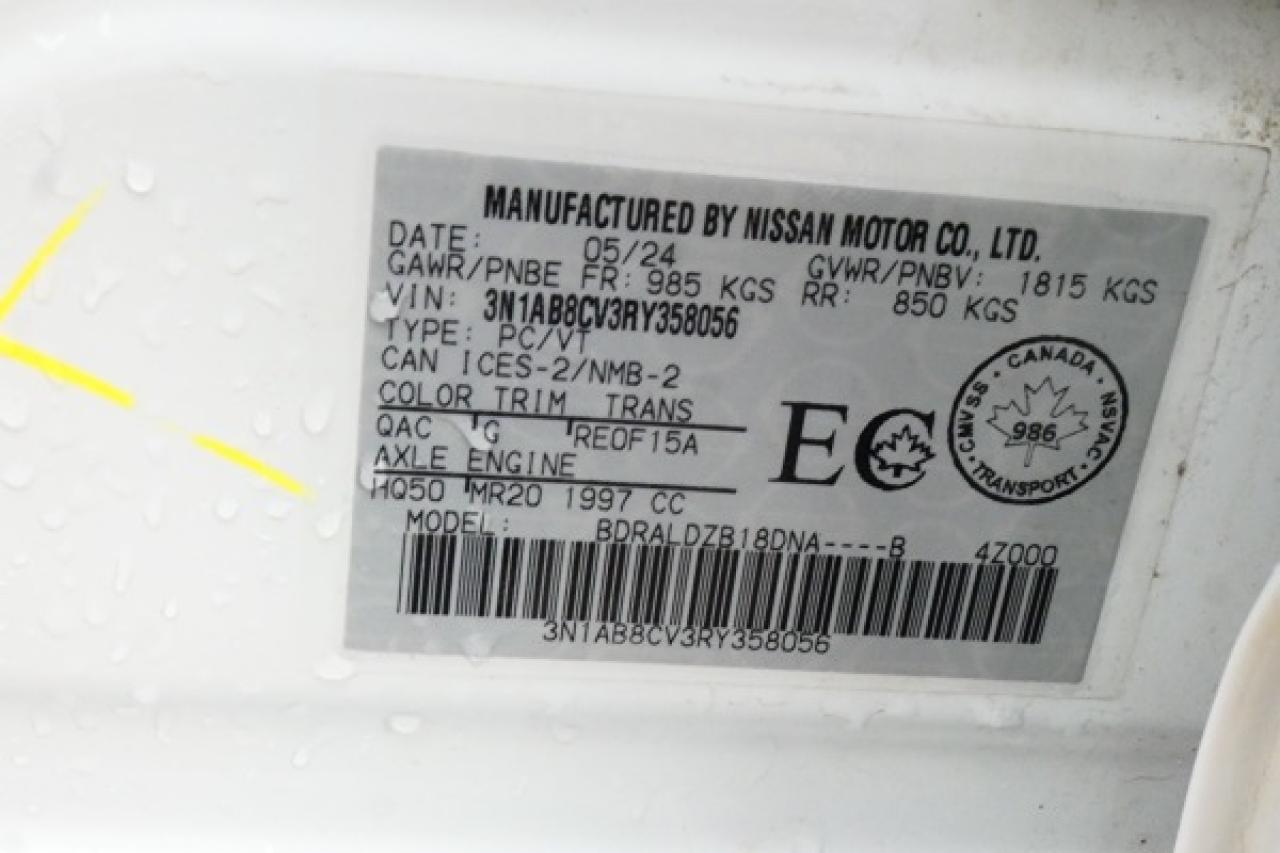 MANUFACTURED BY NISSAN MOTOR CO., LTD.
DATE: 05/24 GVWR/PNBV: 1815 KGS
GAWR/PNBE FR: 985 KGS RR: 850 KGS
VIN: 3N1AB8CV3RY358056
TYPE: PC/VT
CAN ICES-2/NMB-2
COLOR TRIM TRANS
QAC G RE0F15A
AXLE ENGINE
HQ50 MR20 1997 CC
EC
CANADA · NSVAC · TRANSPORT · CMVSS ·
986
MODEL: BDRALDZB18DNA----B 4Z000
3N1AB8CV3RY358056